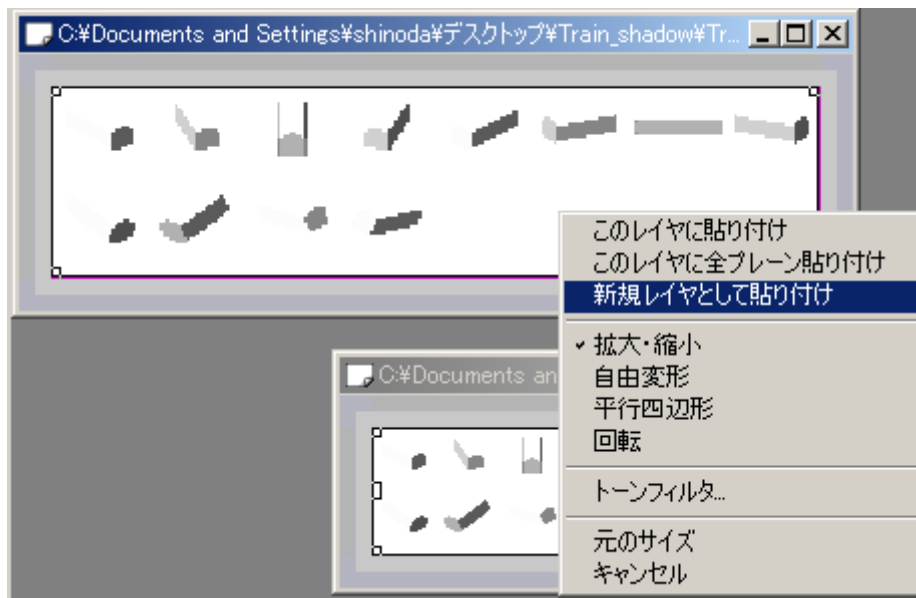 C:¥Documents and Settings¥shinoda¥デスクトップ¥Train_shadow¥Tr...
このレイヤに貼り付け
このレイヤに全プレーン貼り付け
新規レイヤとして貼り付け
C:¥Documents an
拡大・縮小
自由変形
平行四辺形
回転
トーンフィルタ...
元のサイズ
キャンセル